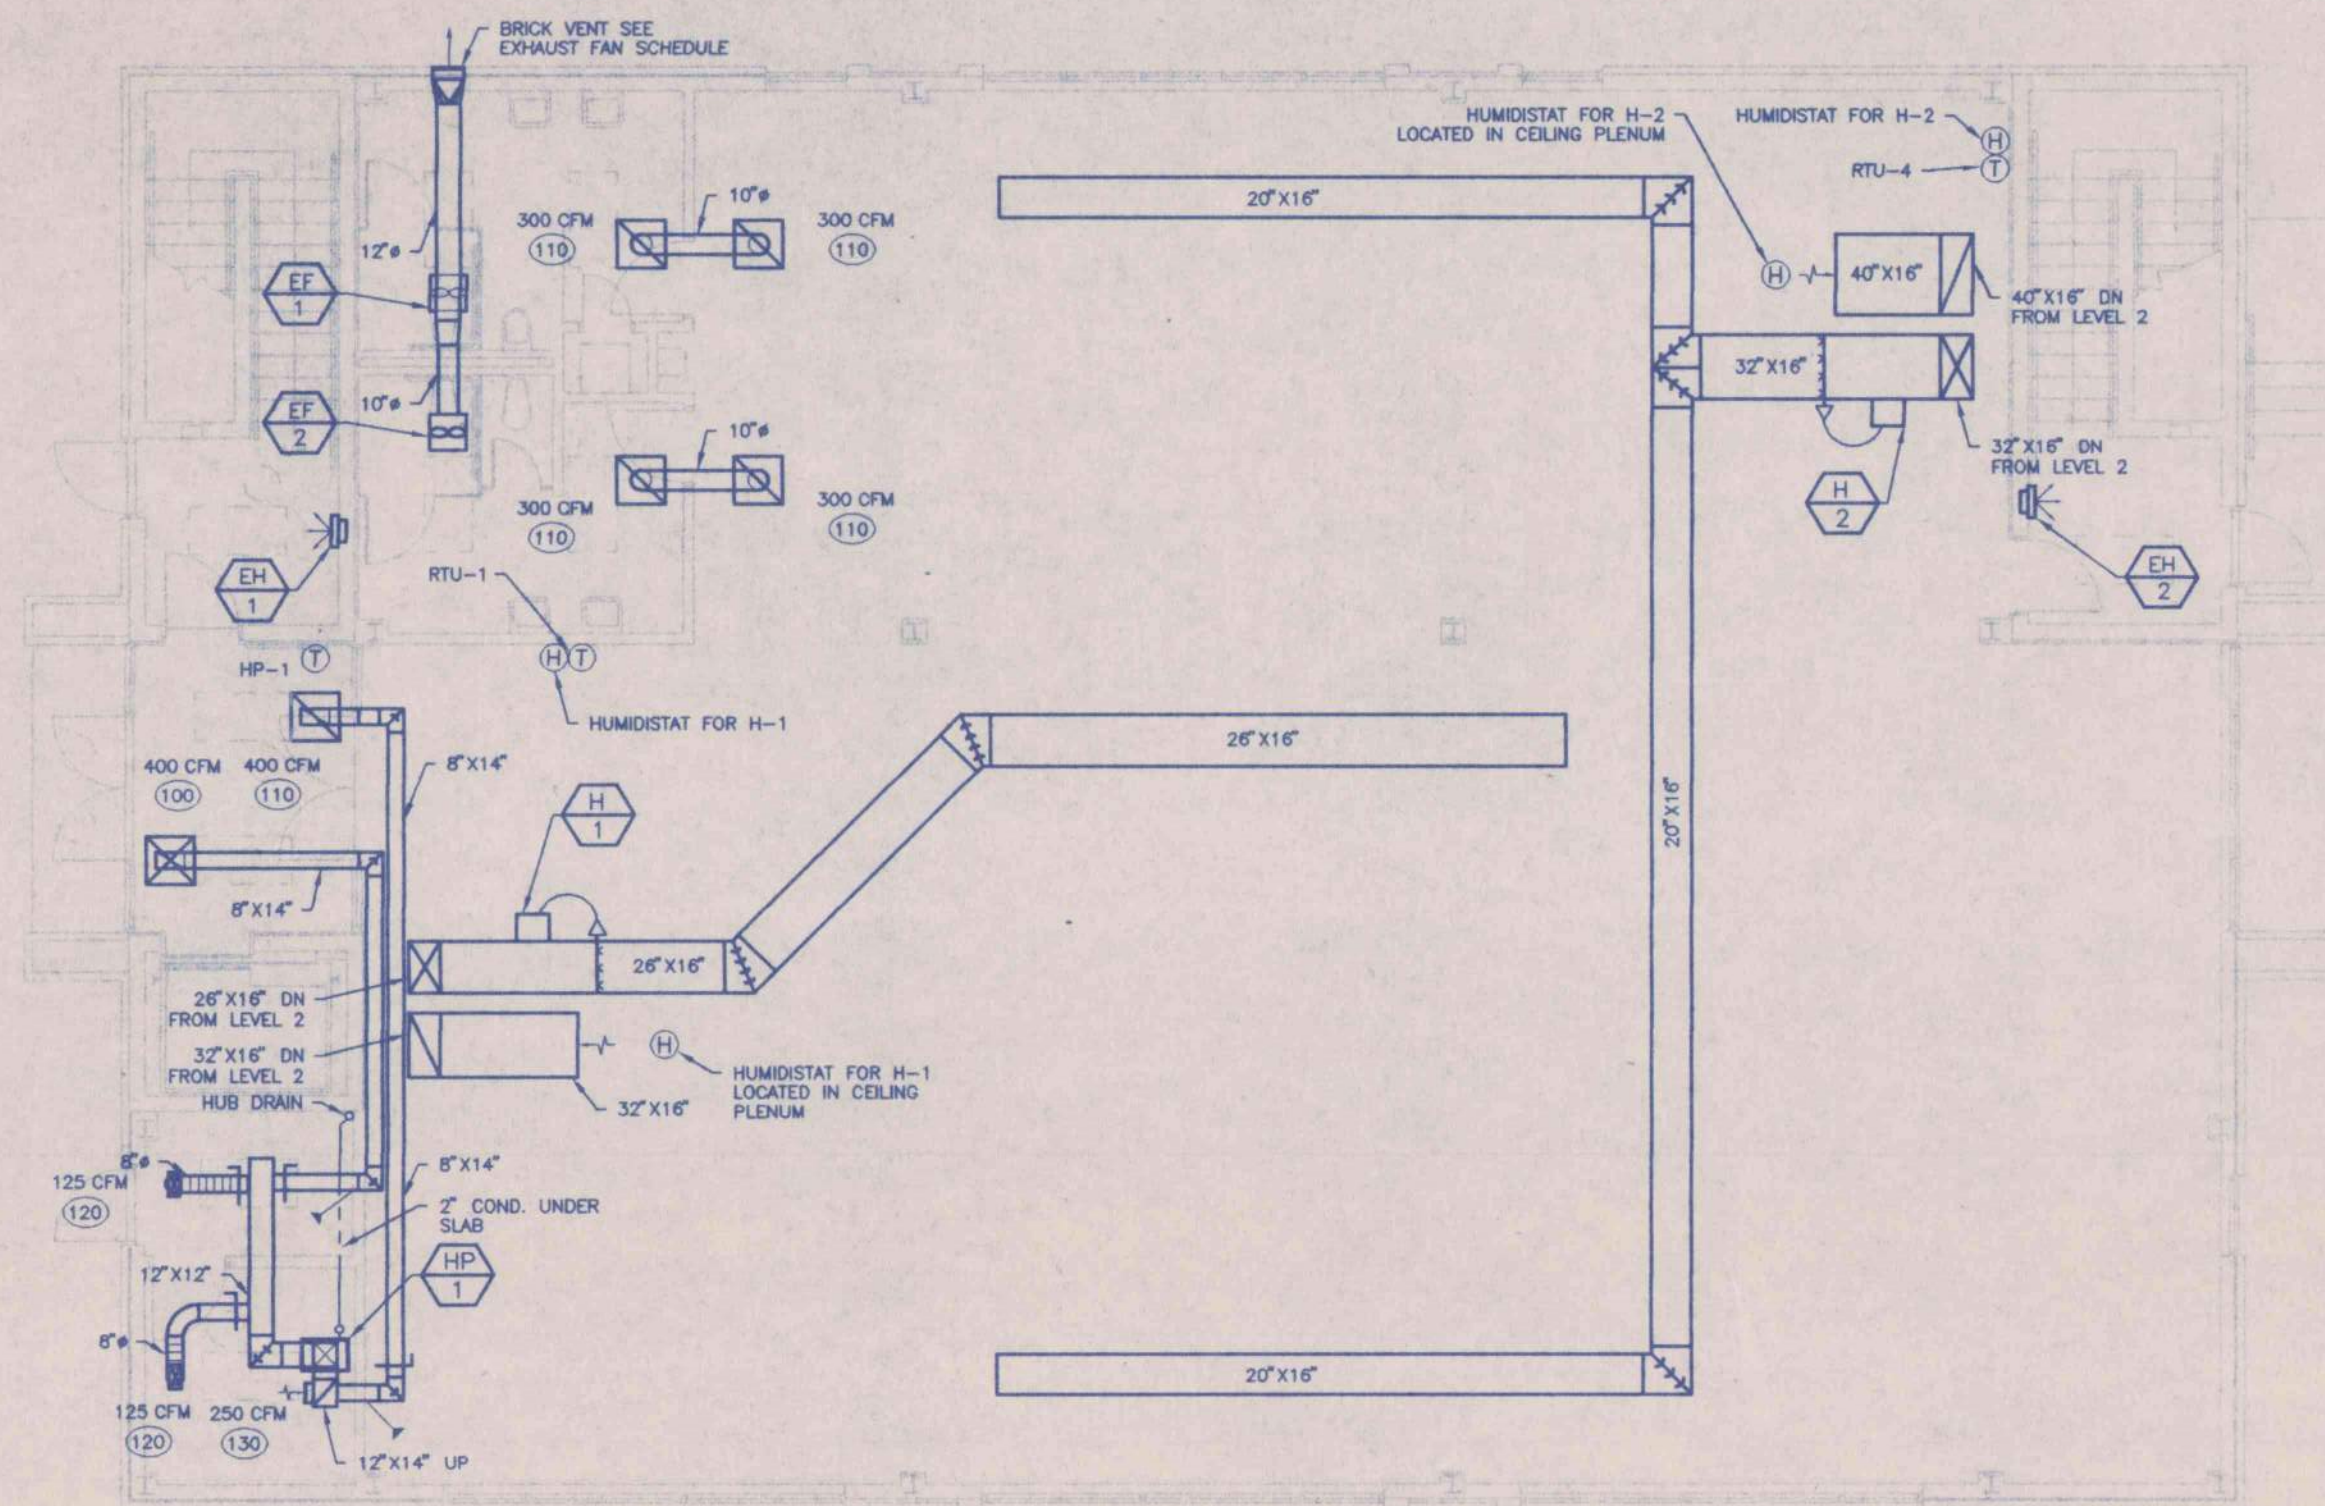 BRICK VENT SEE
EXHAUST FAN SCHEDULE
HUMIDISTAT FOR H-2
LOCATED IN CEILING PLENUM
HUMIDISTAT FOR H-2
H
RTU-4
T
12"ø
300 CFM
110
10"ø
300 CFM
110
20"X16"
H
40"X16"
40"X16" DN
FROM LEVEL 2
EF
1
10"ø
EF
2
32"X16"
32"X16" DN
FROM LEVEL 2
H
2
10"ø
300 CFM
110
300 CFM
110
EH
1
EH
2
RTU-1
H
T
HUMIDISTAT FOR H-1
HP-1
T
26"X16"
8"X14"
400 CFM
100
400 CFM
110
H
1
20"X16"
8"X14"
26"X16"
26"X16" DN
FROM LEVEL 2
32"X16" DN
FROM LEVEL 2
H
HUMIDISTAT FOR H-1
LOCATED IN CEILING
PLENUM
32"X16"
HUB DRAIN
8"ø
125 CFM
120
8"X14"
2" COND. UNDER
SLAB
HP
1
12"X12"
8"ø
125 CFM
120
250 CFM
130
12"X14" UP
20"X16"